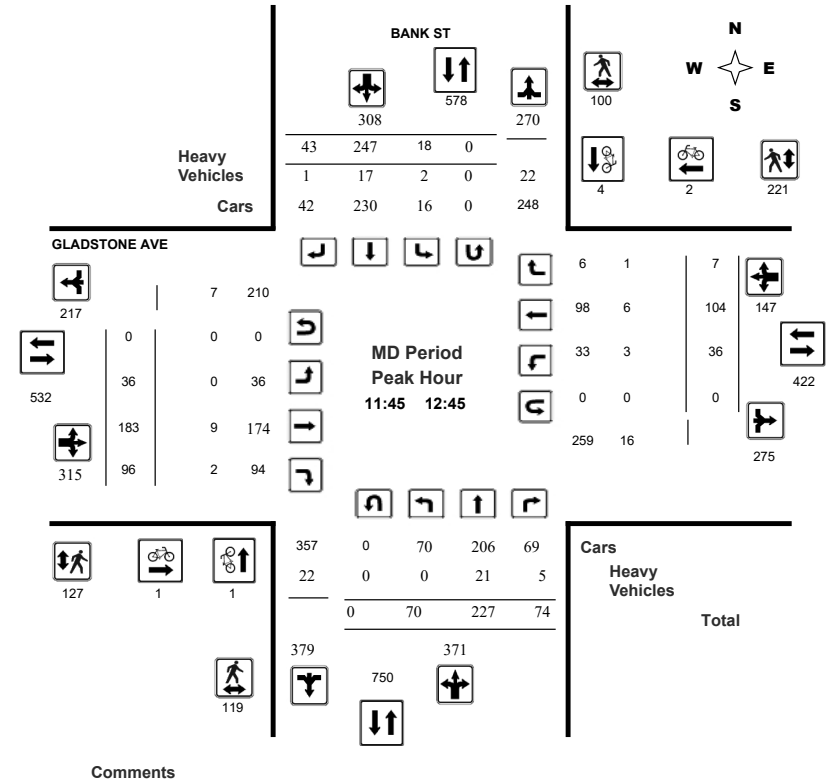 BANK ST
N
W E
S
578
100
308 270
43 247 18 0
Heavy
Vehicles
1 17 2 0 22
Cars 42 230 16 0 248
4 2 221
GLADSTONE AVE
217
7 210
6 1 7
147
0 0 0
98 6 104
532
MD Period
Peak Hour
11:45 12:45
36 0 36
33 3 36
422
183 9 174
0 0 0
315
96 2 94
259 16
275
357 0 70 206 69 Cars
22 0 0 21 5 Heavy
Vehicles
0 70 227 74 Total
127 1 1
379 371
750
119
Comments